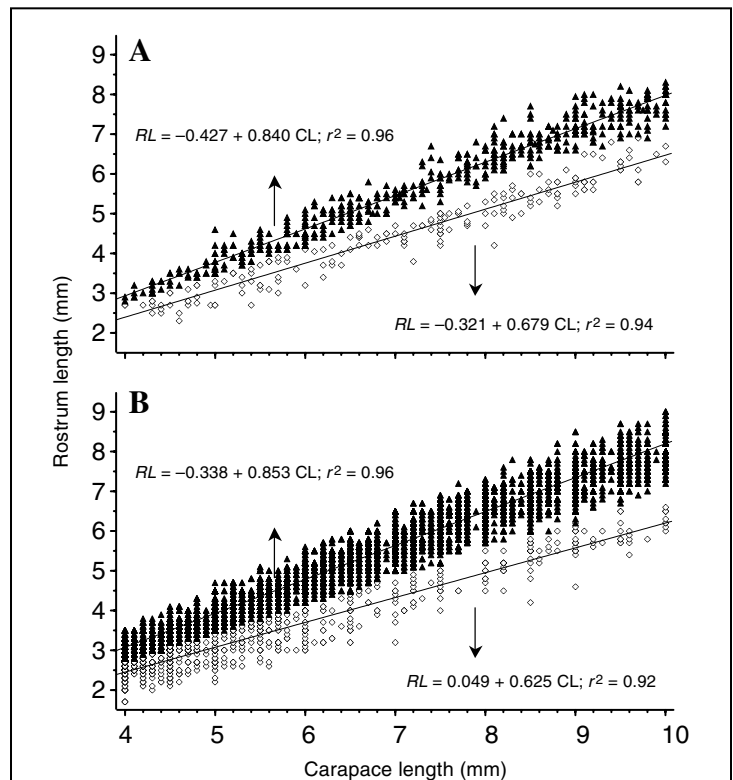 A
9
8
7
6
5
4
3
2
RL = –0.427 + 0.840 CL; r² = 0.96
RL = –0.321 + 0.679 CL; r² = 0.94
Rostrum length (mm)
B
9
8
7
6
5
4
3
2
RL = –0.338 + 0.853 CL; r² = 0.96
RL = 0.049 + 0.625 CL; r² = 0.92
4 5 6 7 8 9 10
Carapace length (mm)